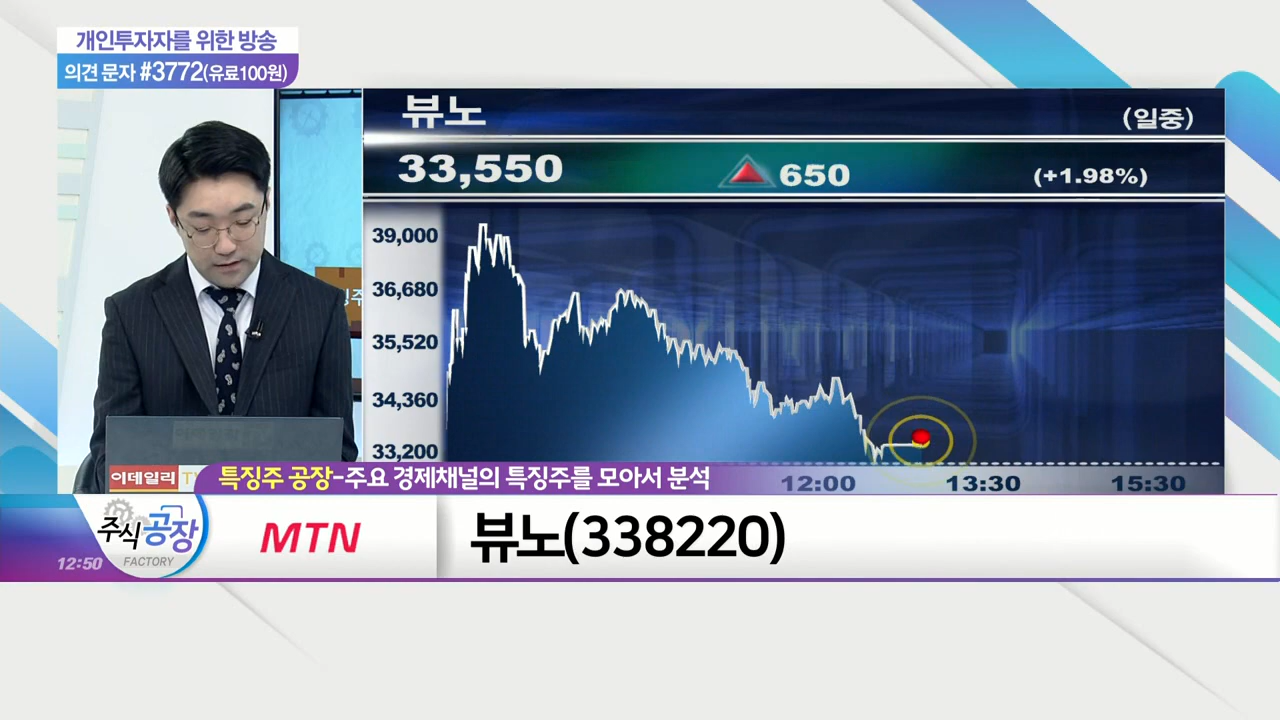 개인투자자를 위한 방송
의견 문자 #3772(유료100원)
뷰노
(일중)
33,550
650
(+1.98%)
39,000
36,680
35,520
34,360
33,200
12:00
13:30
15:30
이데일리 T
특징주 공장-주요 경제채널의 특징주를 모아서 분석
주식공장
FACTORY
12:50
MTN
뷰노(338220)